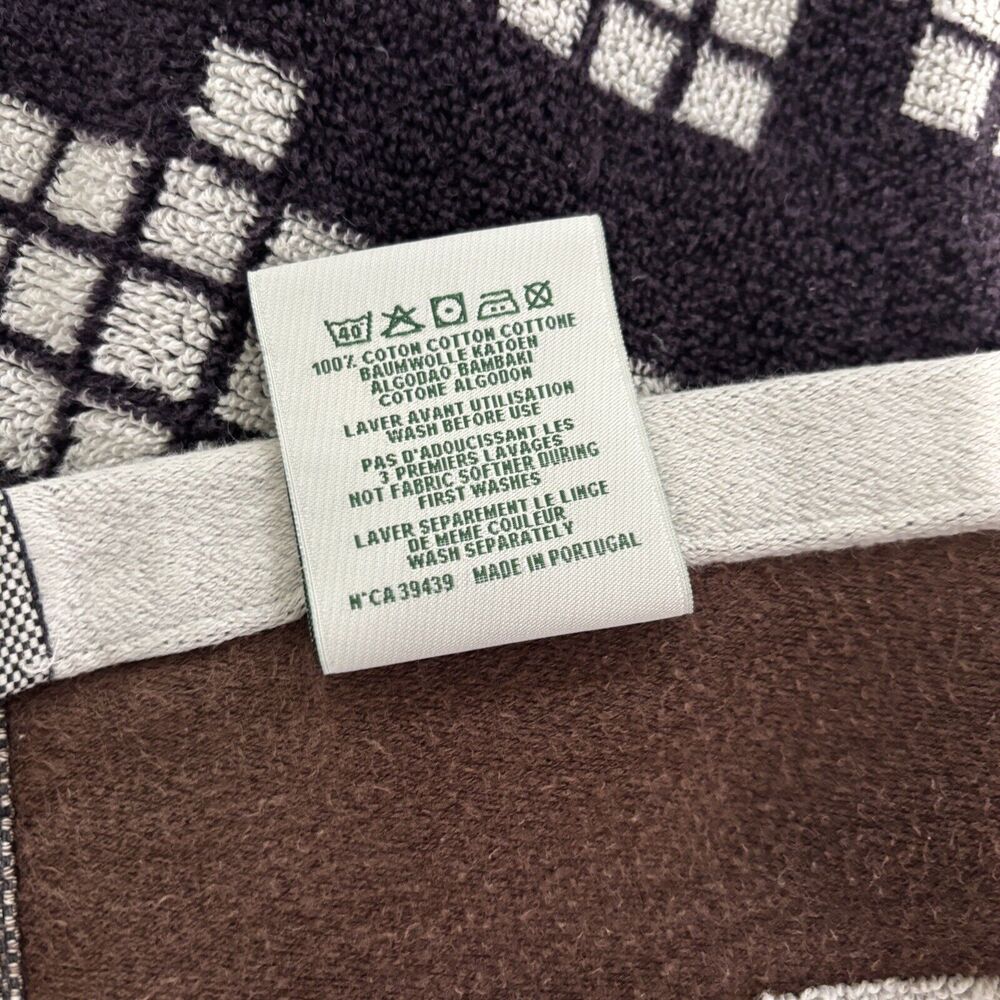 40
100% COTON COTTON COTTONE
BAUMWOLLE KATOEN
ALGODAO BAMBAKI
COTONE ALGODON
LAVER AVANT UTILISATION
WASH BEFORE USE
PAS D'ADOUCISSANT LES
3 PREMIERS LAVAGES
NOT FABRIC SOFTNER DURING
FIRST WASHES
LAVER SEPAREMENT LE LINGE
DE MEME COULEUR
WASH SEPARATELY
N°CA 39439 MADE IN PORTUGAL